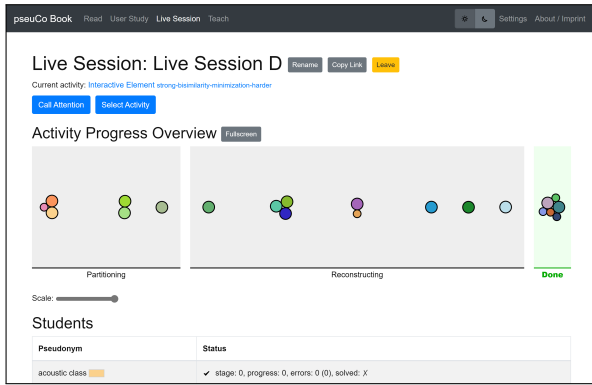 pseuCo Book Read User Study Live Session Teach Settings About / Imprint
Live Session: Live Session D Rename Copy Link Leave
Current activity: Interactive Element strong-bisimilarity-minimization-harder
Call Attention Select Activity
Activity Progress Overview Fullscreen
Partitioning Reconstructing Done
Scale:
Students
Pseudonym Status
acoustic class ✔ stage: 0, progress: 0, errors: 0 (0), solved: ✗